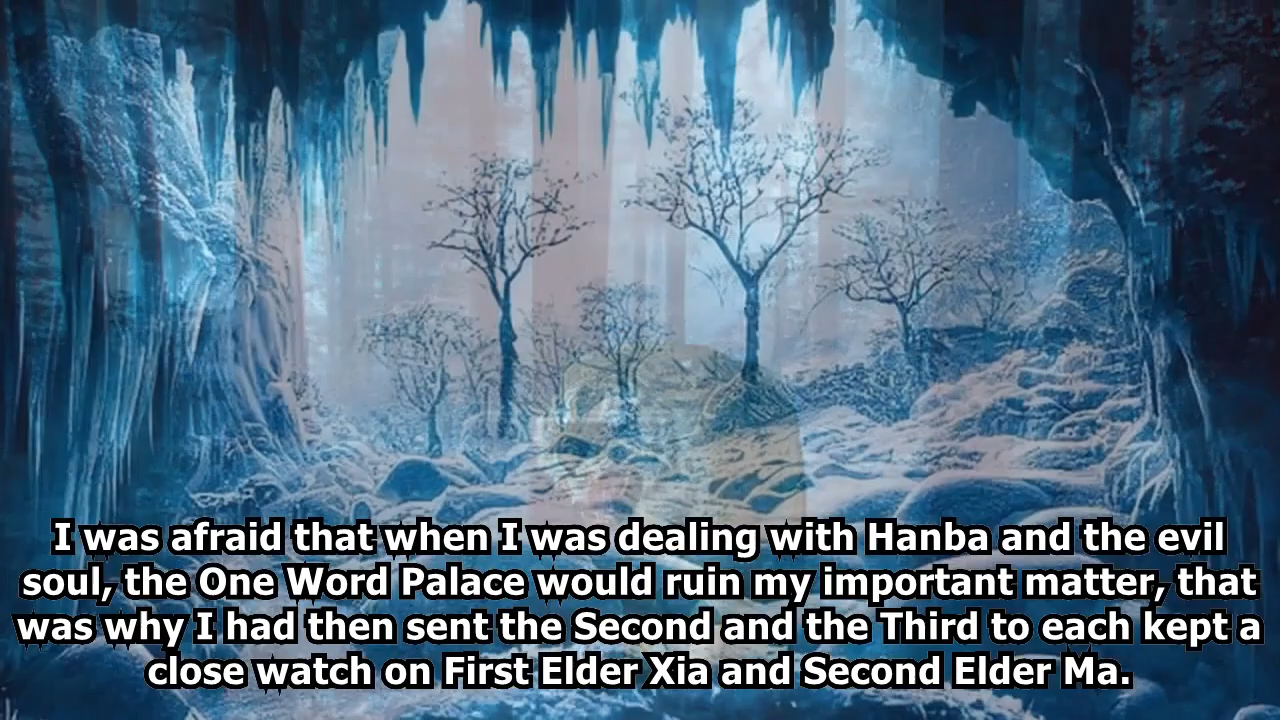 I was afraid that when I was dealing with Hanba and the evil
soul, the One Word Palace would ruin my important matter, that
was why I had then sent the Second and the Third to each kept a
close watch on First Elder Xia and Second Elder Ma.